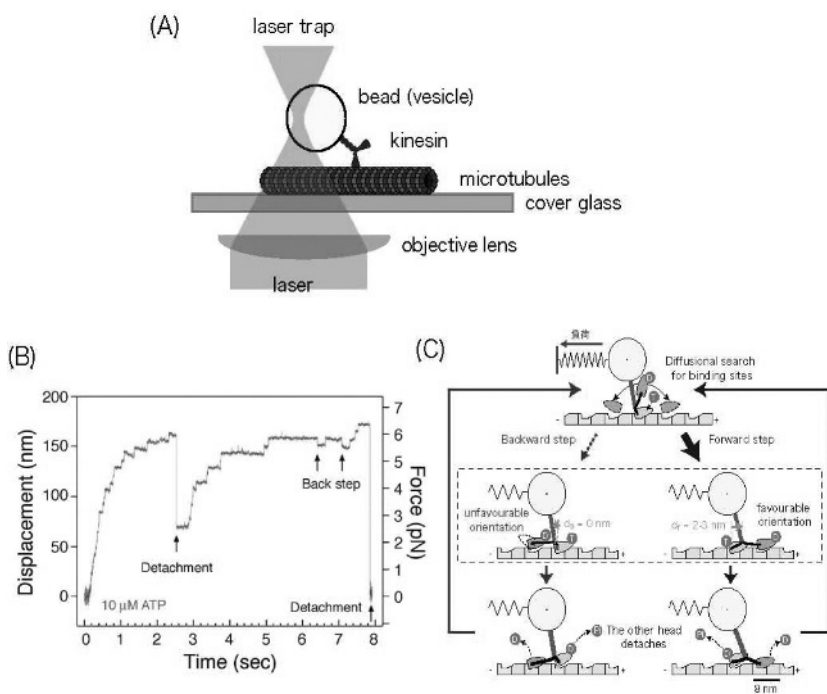 (A)
laser trap
bead (vesicle)
kinesin
microtubules
cover glass
objective lens
laser
(B)
200
150
100
50
0
Displacement (nm)
7
6
5
4
3
2
1
0
Force (pN)
Back step
Detachment
Detachment
10 μM ATP
0 1 2 3 4 5 6 7 8
Time (sec)
(C)
負荷
Diffusional search
for binding sites
D
T
- +
Backward step
Forward step
unfavourable
orientation
favourable
orientation
T
T
- + - +
The other head
detaches
D
D
- + - +
8 nm